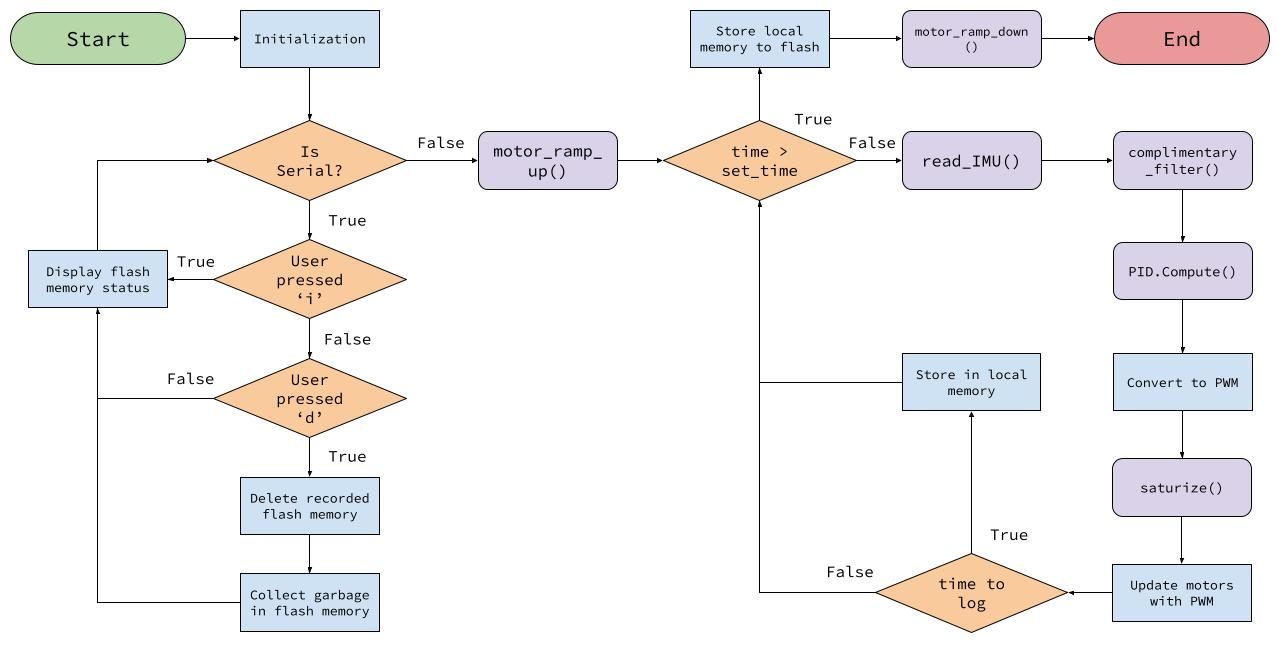 Start
Initialization
Store local
memory to flash
motor_ramp_down
()
End
True
False
False
Is
Serial?
motor_ramp_
up()
time >
set_time
read_IMU()
complimentary
_filter()
True
True
User
pressed
‘i’
Display flash
memory status
PID.Compute()
False
False
User
pressed
‘d’
Store in local
memory
Convert to PWM
True
Delete recorded
flash memory
saturize()
True
False
Collect garbage
in flash memory
time to
log
Update motors
with PWM